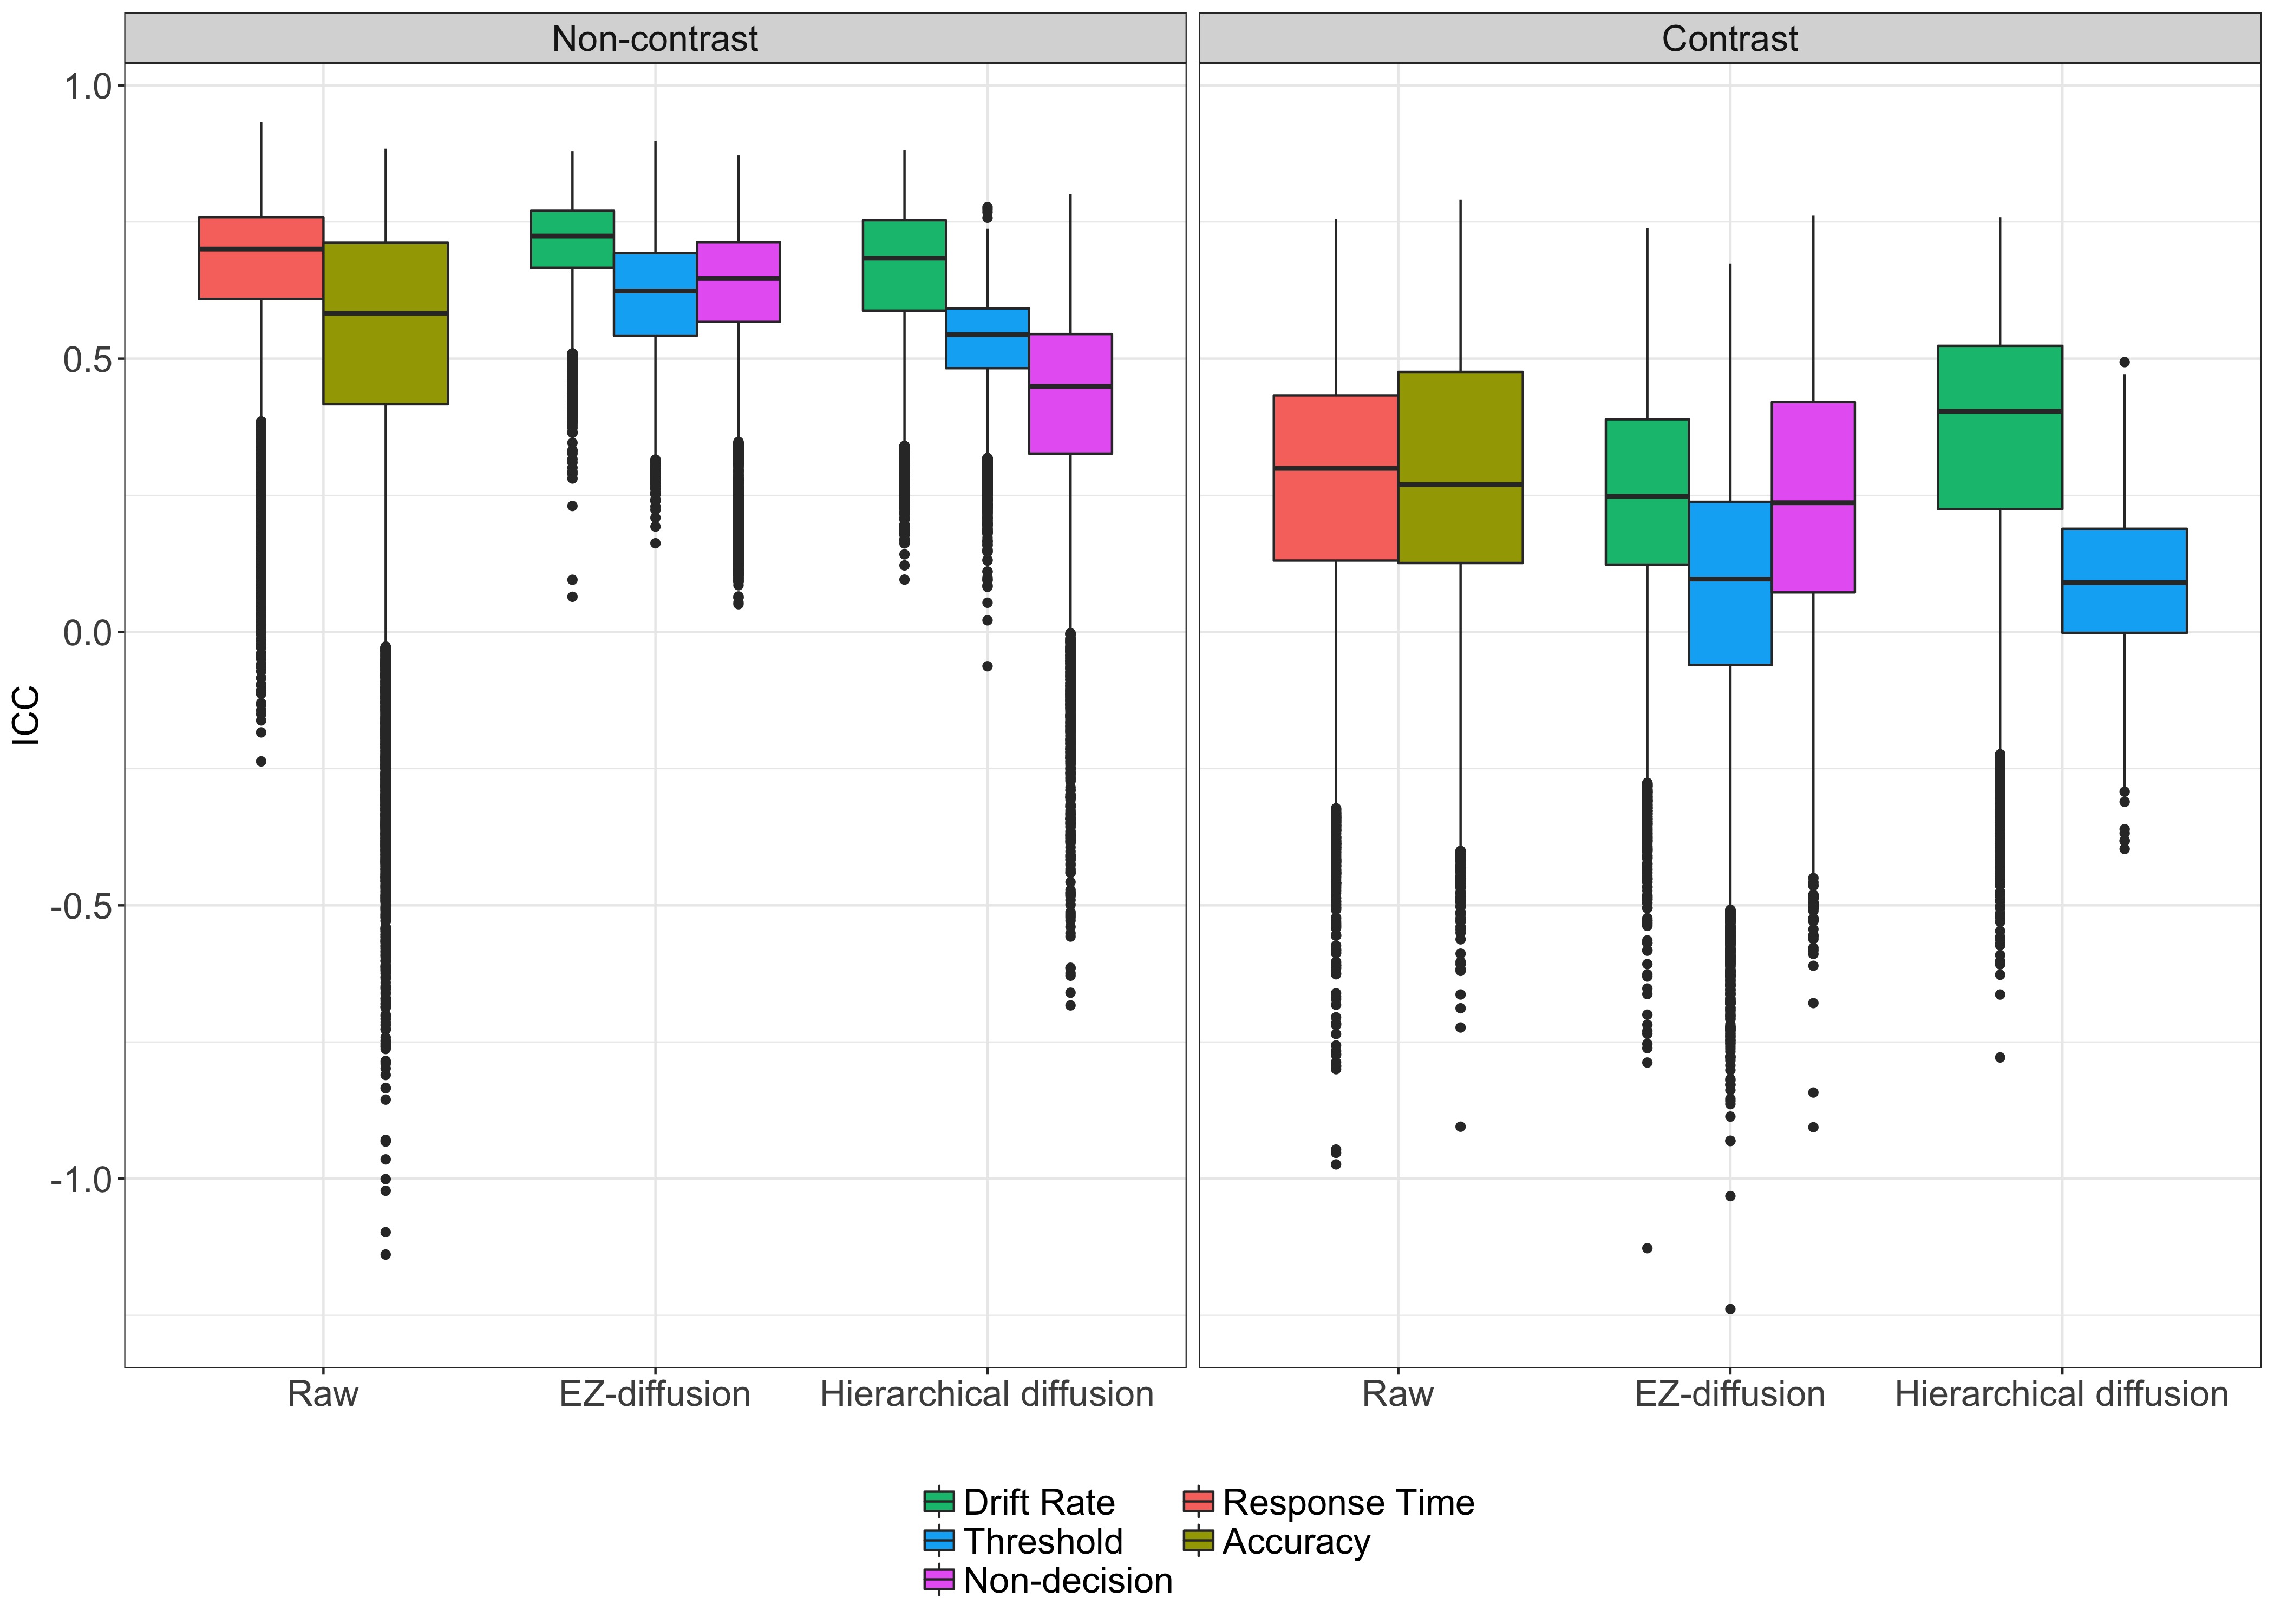 Non-contrast
Contrast
1.0
0.5
0.0
-0.5
-1.0
ICC
Raw
EZ-diffusion
Hierarchical diffusion
Raw
EZ-diffusion
Hierarchical diffusion
Drift Rate
Threshold
Non-decision
Response Time
Accuracy